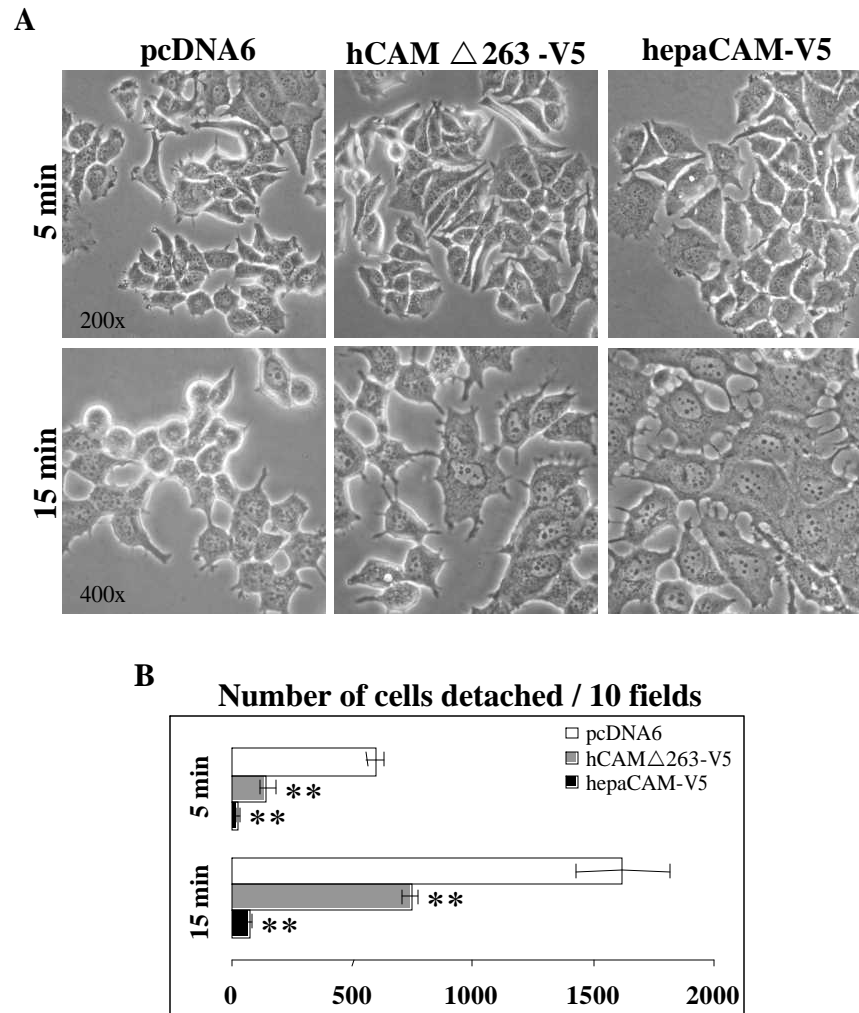 A
pcDNA6
hCAM △263-V5
hepaCAM-V5
5 min
200x
15 min
400x
B
Number of cells detached / 10 fields
pcDNA6
hCAM△263-V5
hepaCAM-V5
5 min
**
**
15 min
**
**
0 500 1000 1500 2000